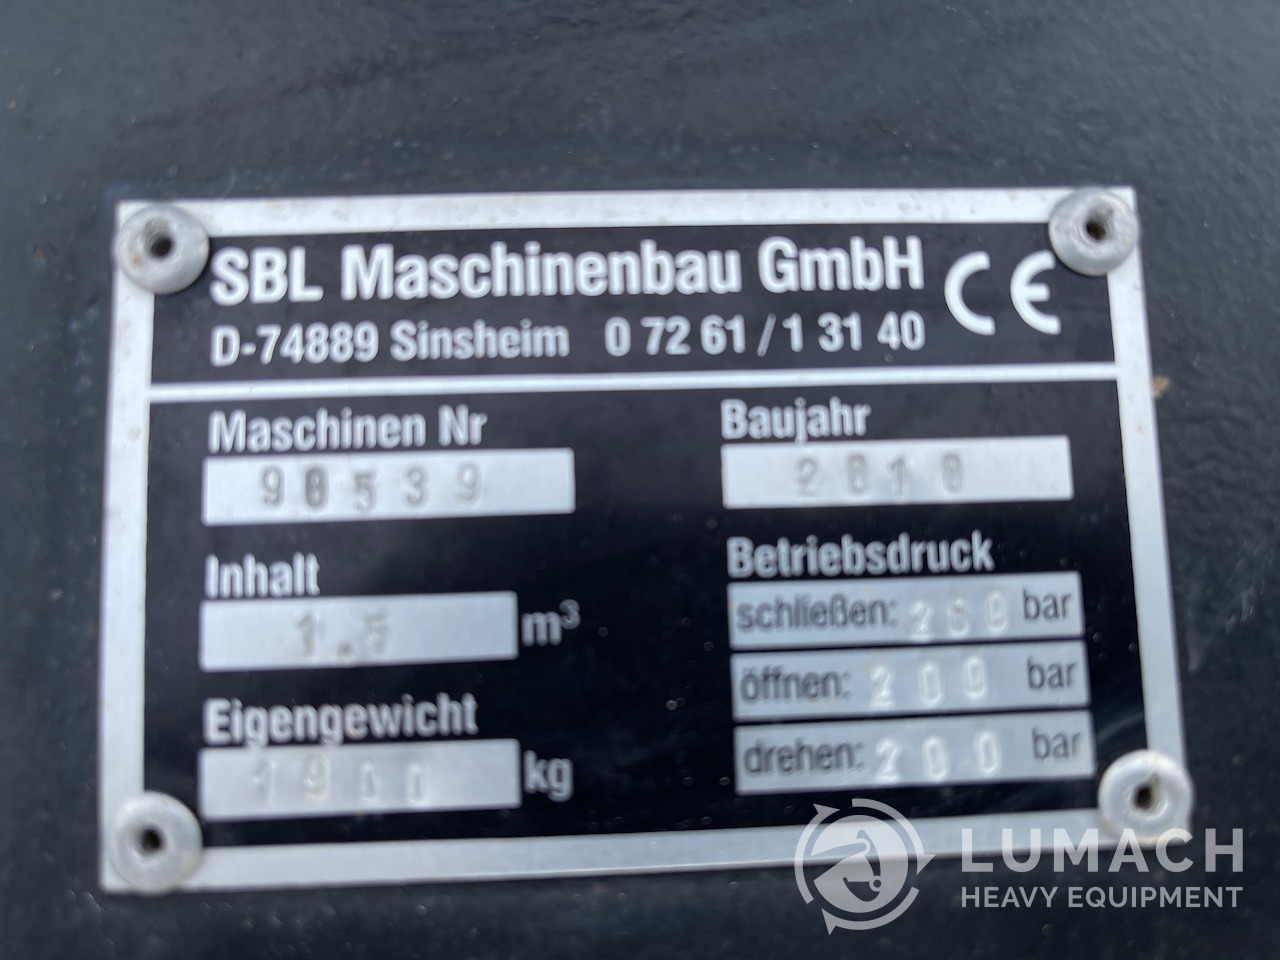 SBL Maschinenbau GmbH CE
D-74889 Sinsheim 0 72 61 / 1 31 40
Maschinen Nr
90539
Baujahr
2010
Inhalt
1.5 m³
Eigengewicht
1900 kg
Betriebsdruck
schließen: bar
öffnen: 200 bar
drehen: 200 bar
LUMACH
HEAVY EQUIPMENT